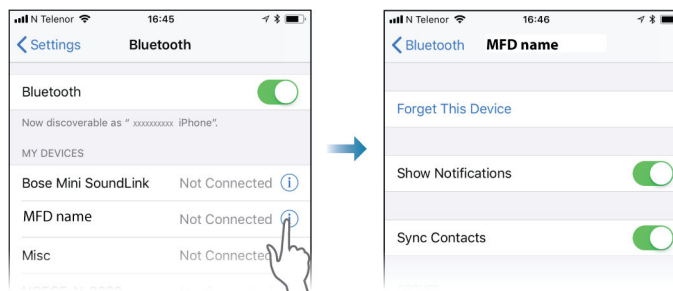 N Telenor 16:45
Settings Bluetooth
Bluetooth
Now discoverable as " xxxxxxxxxx iPhone".
MY DEVICES
Bose Mini SoundLink Not Connected i
MFD name Not Connected i
Misc Not Connected
N Telenor 16:46
Bluetooth MFD name
Forget This Device
Show Notifications
Sync Contacts